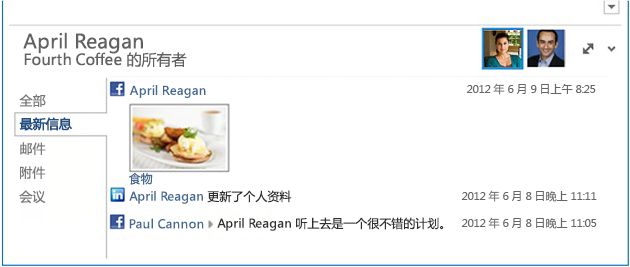 April Reagan
Fourth Coffee 的所有者
全部
最新信息
邮件
附件
会议
April Reagan 2012 年 6 月 9 日上午 8:25
食物
April Reagan 更新了个人资料 2012 年 6 月 8 日晚上 11:11
Paul Cannon ▸ April Reagan 听上去是一个很不错的计划。 2012 年 6 月 8 日晚上 11:05